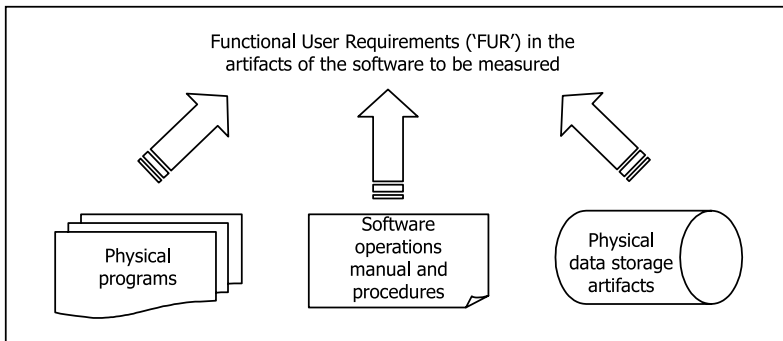 Functional User Requirements (‘FUR’) in the
artifacts of the software to be measured
Physical
programs
Software
operations
manual and
procedures
Physical
data storage
artifacts